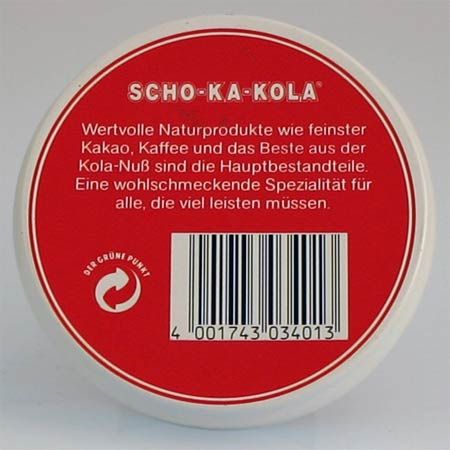 SCHO-KA-KOLA®
Wertvolle Naturprodukte wie feinster
Kakao, Kaffee und das Beste aus der
Kola-Nuß sind die Hauptbestandteile.
Eine wohlschmeckende Spezialität für
alle, die viel leisten müssen.
DER GRÜNE PUNKT
4 001743 034013